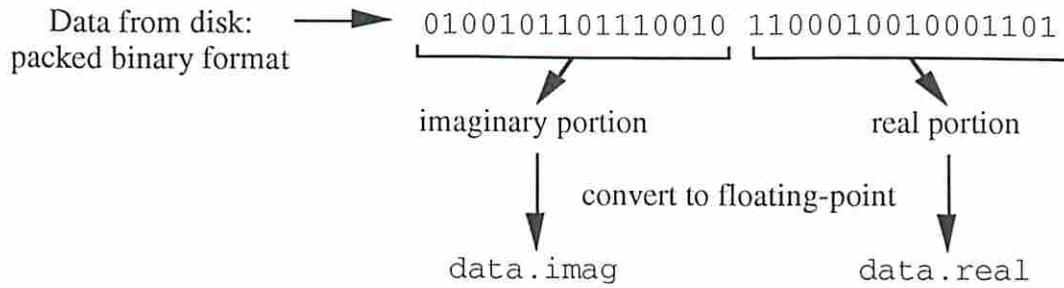 Data from disk:
packed binary format
0100101101110010 1100010010001101
imaginary portion
real portion
convert to floating-point
data.imag
data.real